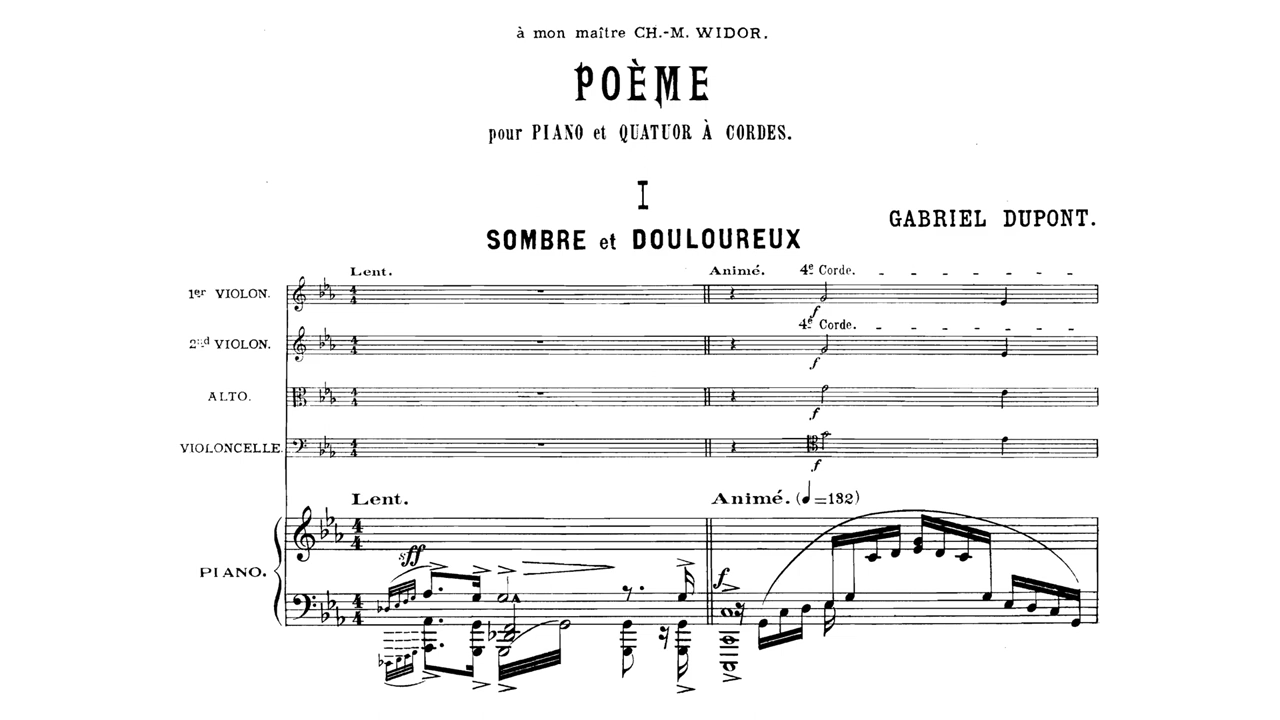 à mon maître CH.-M. WIDOR.
POÈME
pour PIANO et QUATUOR À CORDES.
I
GABRIEL DUPONT.
SOMBRE et DOULOUREUX
Lent. Animé. 4e Corde.
1er VIOLON.
f
4e Corde.
2nd VIOLON.
f
ALTO.
f
VIOLONCELLE.
f
Lent. Animé. (♩=132)
sff
PIANO.
f